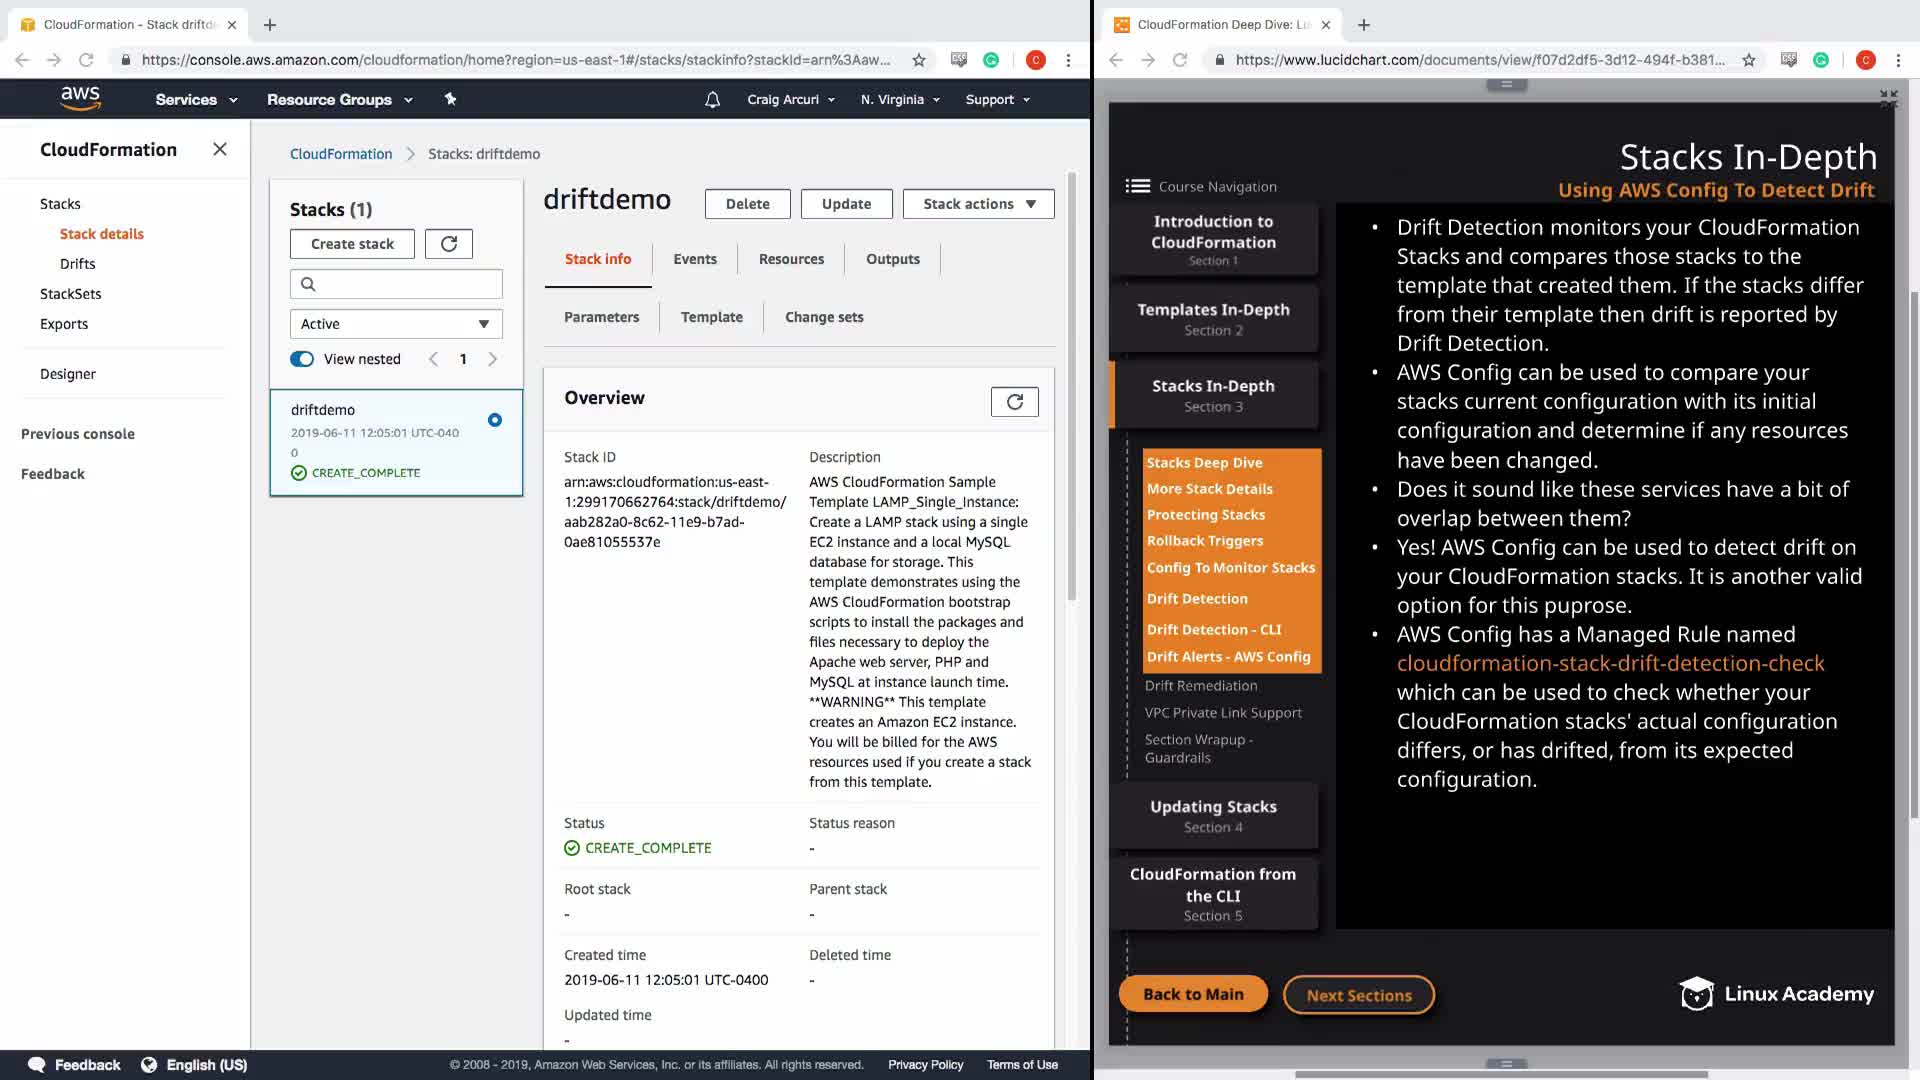 CloudFormation - Stack driftde
https://console.aws.amazon.com/cloudformation/home?region=us-east-1#/stacks/stackinfo?stackId=arn%3Aaw...
C
aws
Services
Resource Groups
Craig Arcuri
N. Virginia
Support
CloudFormation
Stacks
Stack details
Drifts
StackSets
Exports
Designer
Previous console
Feedback
CloudFormation
Stacks: driftdemo
Stacks (1)
Create stack
Active
View nested
1
driftdemo
2019-06-11 12:05:01 UTC-040
0
CREATE_COMPLETE
driftdemo
Delete
Update
Stack actions
Stack info
Events
Resources
Outputs
Parameters
Template
Change sets
Overview
Stack ID
arn:aws:cloudformation:us-east-
1:299170662764:stack/driftdemo/
aab282a0-8c62-11e9-b7ad-
0ae81055537e
Description
AWS CloudFormation Sample
Template LAMP_Single_Instance:
Create a LAMP stack using a single
EC2 instance and a local MySQL
database for storage. This
template demonstrates using the
AWS CloudFormation bootstrap
scripts to install the packages and
files necessary to deploy the
Apache web server, PHP and
MySQL at instance launch time.
**WARNING** This template
creates an Amazon EC2 instance.
You will be billed for the AWS
resources used if you create a stack
from this template.
Status
CREATE_COMPLETE
Status reason
-
Root stack
-
Parent stack
-
Created time
2019-06-11 12:05:01 UTC-0400
Deleted time
-
Updated time
-
Feedback
English (US)
© 2008 - 2019, Amazon Web Services, Inc. or its affiliates. All rights reserved.
Privacy Policy
Terms of Use
CloudFormation Deep Dive: Lu
https://www.lucidchart.com/documents/view/f07d2df5-3d12-494f-b381...
C
Stacks In-Depth
Using AWS Config To Detect Drift
Course Navigation
Introduction to
CloudFormation
Section 1
Templates In-Depth
Section 2
Stacks In-Depth
Section 3
Stacks Deep Dive
More Stack Details
Protecting Stacks
Rollback Triggers
Config To Monitor Stacks
Drift Detection
Drift Detection - CLI
Drift Alerts - AWS Config
Drift Remediation
VPC Private Link Support
Section Wrapup -
Guardrails
Updating Stacks
Section 4
CloudFormation from
the CLI
Section 5
• Drift Detection monitors your CloudFormation
Stacks and compares those stacks to the
template that created them. If the stacks differ
from their template then drift is reported by
Drift Detection.
• AWS Config can be used to compare your
stacks current configuration with its initial
configuration and determine if any resources
have been changed.
• Does it sound like these services have a bit of
overlap between them?
• Yes! AWS Config can be used to detect drift on
your CloudFormation stacks. It is another valid
option for this puprose.
• AWS Config has a Managed Rule named
cloudformation-stack-drift-detection-check
which can be used to check whether your
CloudFormation stacks' actual configuration
differs, or has drifted, from its expected
configuration.
Back to Main
Next Sections
Linux Academy